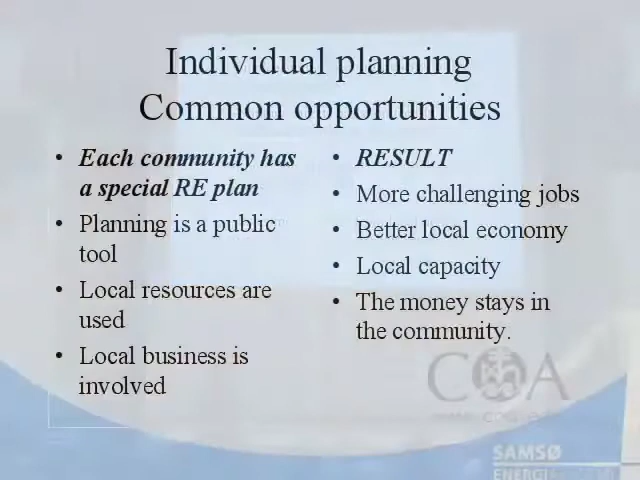 Individual planning
Common opportunities
• Each community has
a special RE plan
• Planning is a public
tool
• Local resources are
used
• Local business is
involved
• RESULT
• More challenging jobs
• Better local economy
• Local capacity
• The money stays in
the community.
COA
SAMSØ